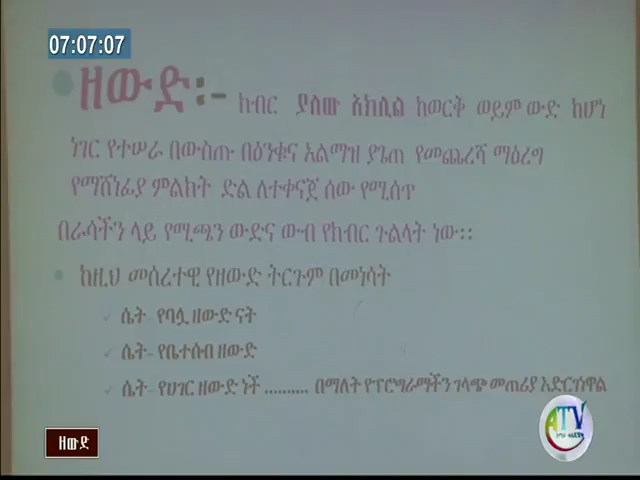 07:07:07
ዘውድ፡- ክብር ያለው አክሊል ከወርቅ ወይም ውድ ከሆነ
ነገር የተሠራ በውስጡ በዕንቁና አልማዝ ያጌጠ የመጨረሻ ማዕረግ
የማሸነፊያ ምልክት ድል ለተቀናጀ ሰው የሚሰጥ
በራሳችን ላይ የሚጫን ውድና ውብ የክብር ጉልላት ነው።
ከዚህ መሰረተዊ የዘውድ ትርጉም በመነሳት
ሴት- የባሏ ዘውድ ናት
ሴት- የቤተሰብ ዘውድ
ሴት- የሀገር ዘውድ ነች .......... በማለት የፕሮግራማችን ገላጭ መጠሪያ አድርገነዋል
ዘውድ
ATV